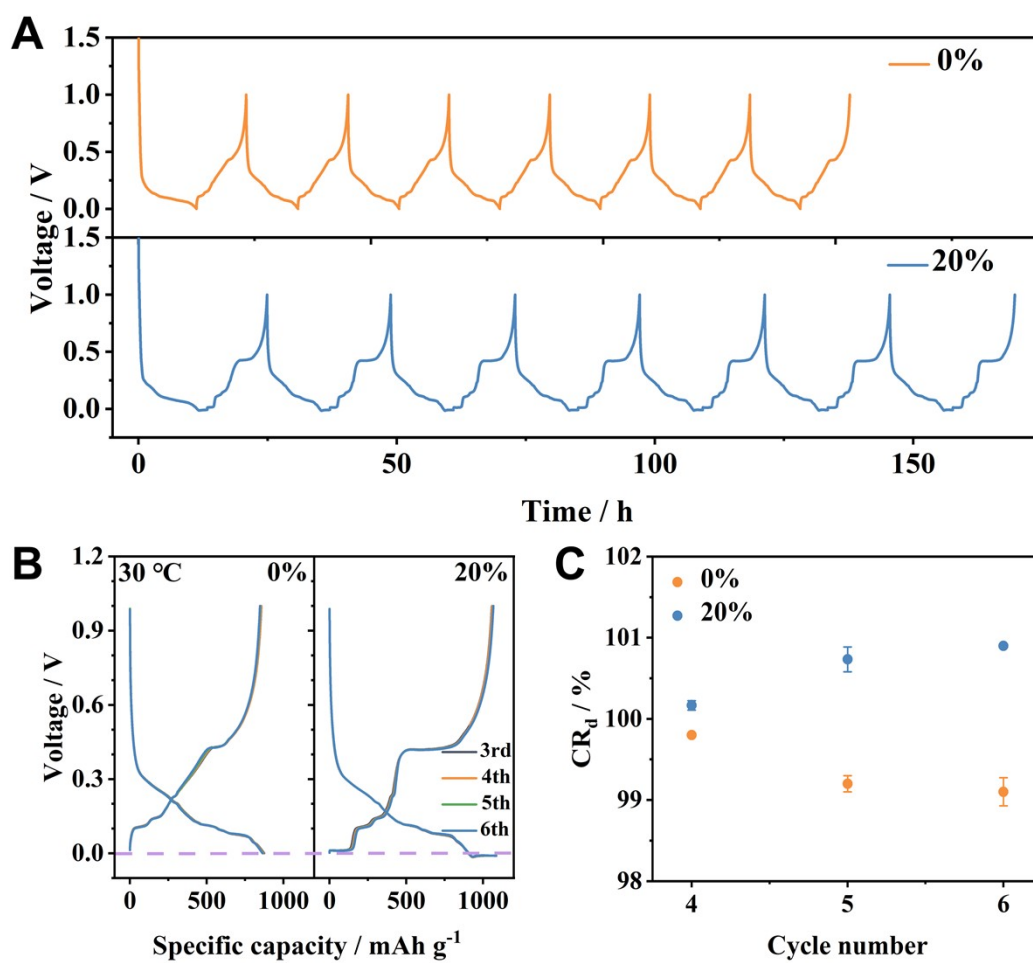 A
1.5
1.0
0.5
0.0
0%
1.0
0.5
0.0
20%
Voltage / V
0 50 100 150
Time / h
B
1.2
0.9
0.6
0.3
0.0
Voltage / V
30 °C 0%
20%
3rd
4th
5th
6th
0 500 1000 0 500 1000
Specific capacity / mAh g⁻¹
C
102
101
100
99
98
CR_d / %
0%
20%
4 5 6
Cycle number